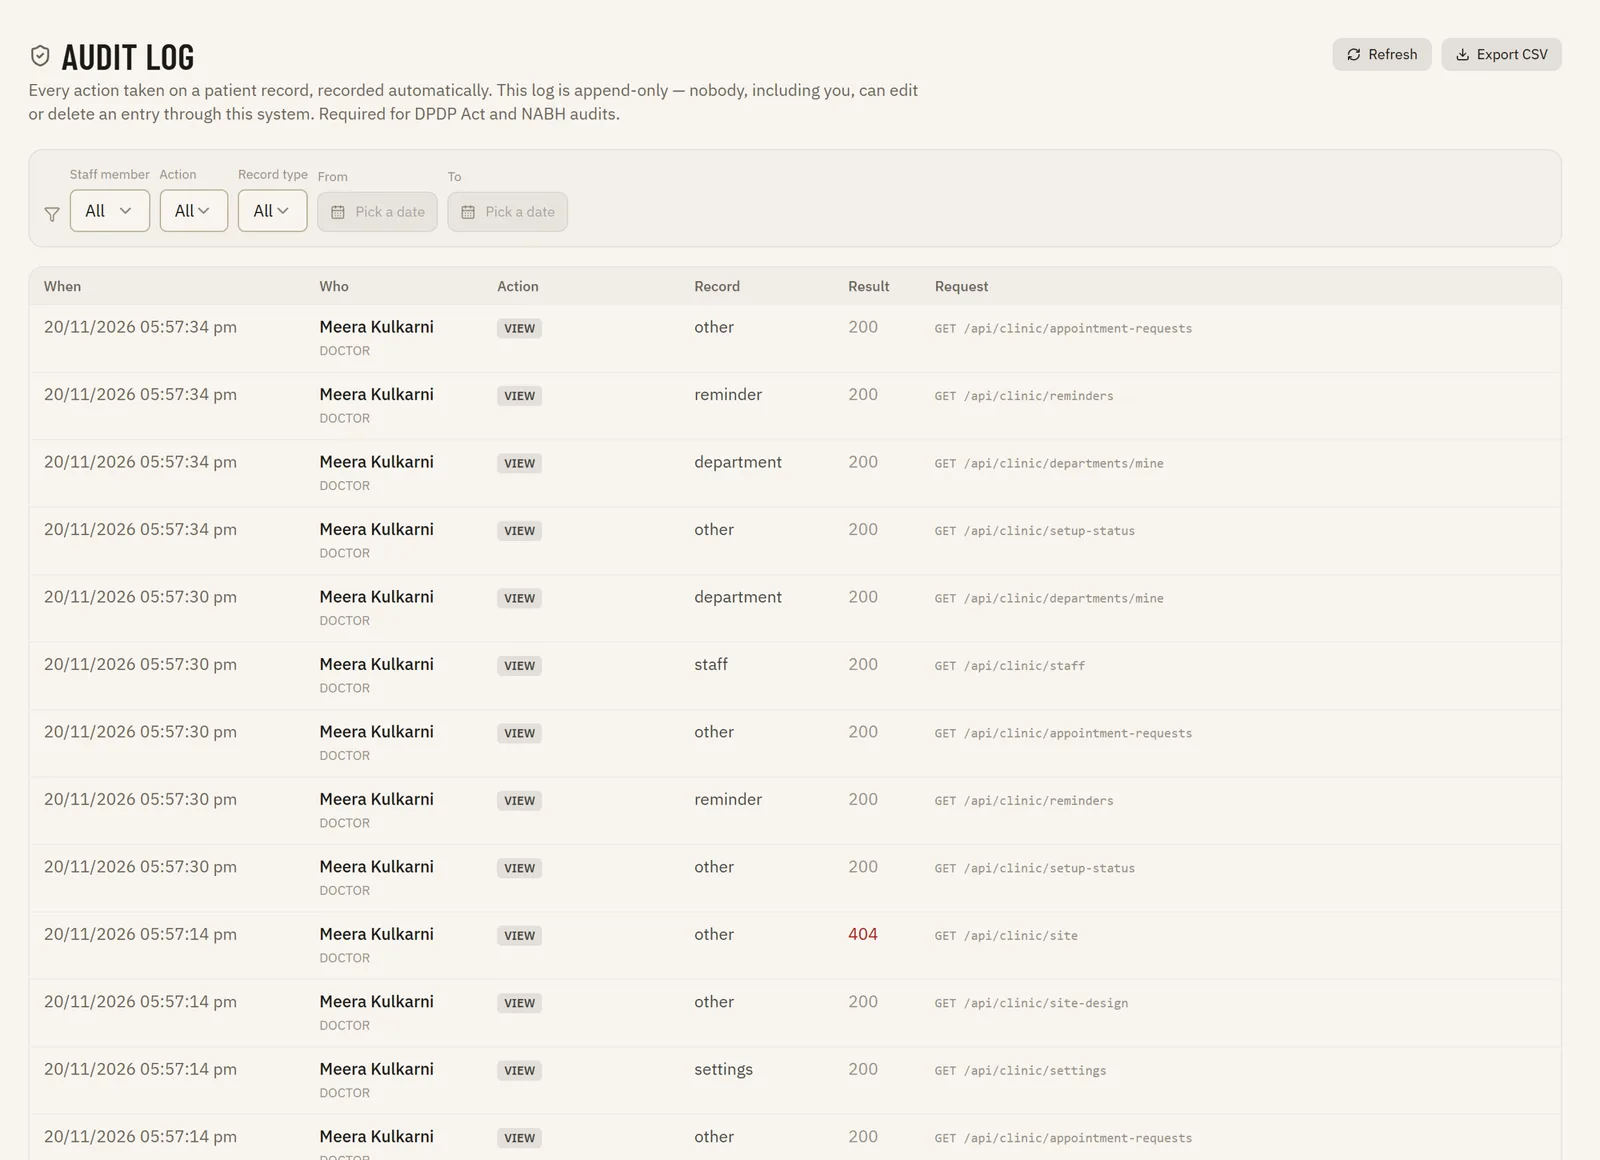 AUDIT LOG
Refresh
Export CSV
Every action taken on a patient record, recorded automatically. This log is append-only — nobody, including you, can edit
or delete an entry through this system. Required for DPDP Act and NABH audits.
Staff member Action Record type From To
All All All Pick a date Pick a date
When Who Action Record Result Request
20/11/2026 05:57:34 pm Meera Kulkarni VIEW other 200 GET /api/clinic/appointment-requests
DOCTOR
20/11/2026 05:57:34 pm Meera Kulkarni VIEW reminder 200 GET /api/clinic/reminders
DOCTOR
20/11/2026 05:57:34 pm Meera Kulkarni VIEW department 200 GET /api/clinic/departments/mine
DOCTOR
20/11/2026 05:57:34 pm Meera Kulkarni VIEW other 200 GET /api/clinic/setup-status
DOCTOR
20/11/2026 05:57:30 pm Meera Kulkarni VIEW department 200 GET /api/clinic/departments/mine
DOCTOR
20/11/2026 05:57:30 pm Meera Kulkarni VIEW staff 200 GET /api/clinic/staff
DOCTOR
20/11/2026 05:57:30 pm Meera Kulkarni VIEW other 200 GET /api/clinic/appointment-requests
DOCTOR
20/11/2026 05:57:30 pm Meera Kulkarni VIEW reminder 200 GET /api/clinic/reminders
DOCTOR
20/11/2026 05:57:30 pm Meera Kulkarni VIEW other 200 GET /api/clinic/setup-status
DOCTOR
20/11/2026 05:57:14 pm Meera Kulkarni VIEW other 404 GET /api/clinic/site
DOCTOR
20/11/2026 05:57:14 pm Meera Kulkarni VIEW other 200 GET /api/clinic/site-design
DOCTOR
20/11/2026 05:57:14 pm Meera Kulkarni VIEW settings 200 GET /api/clinic/settings
DOCTOR
20/11/2026 05:57:14 pm Meera Kulkarni VIEW other 200 GET /api/clinic/appointment-requests
DOCTOR